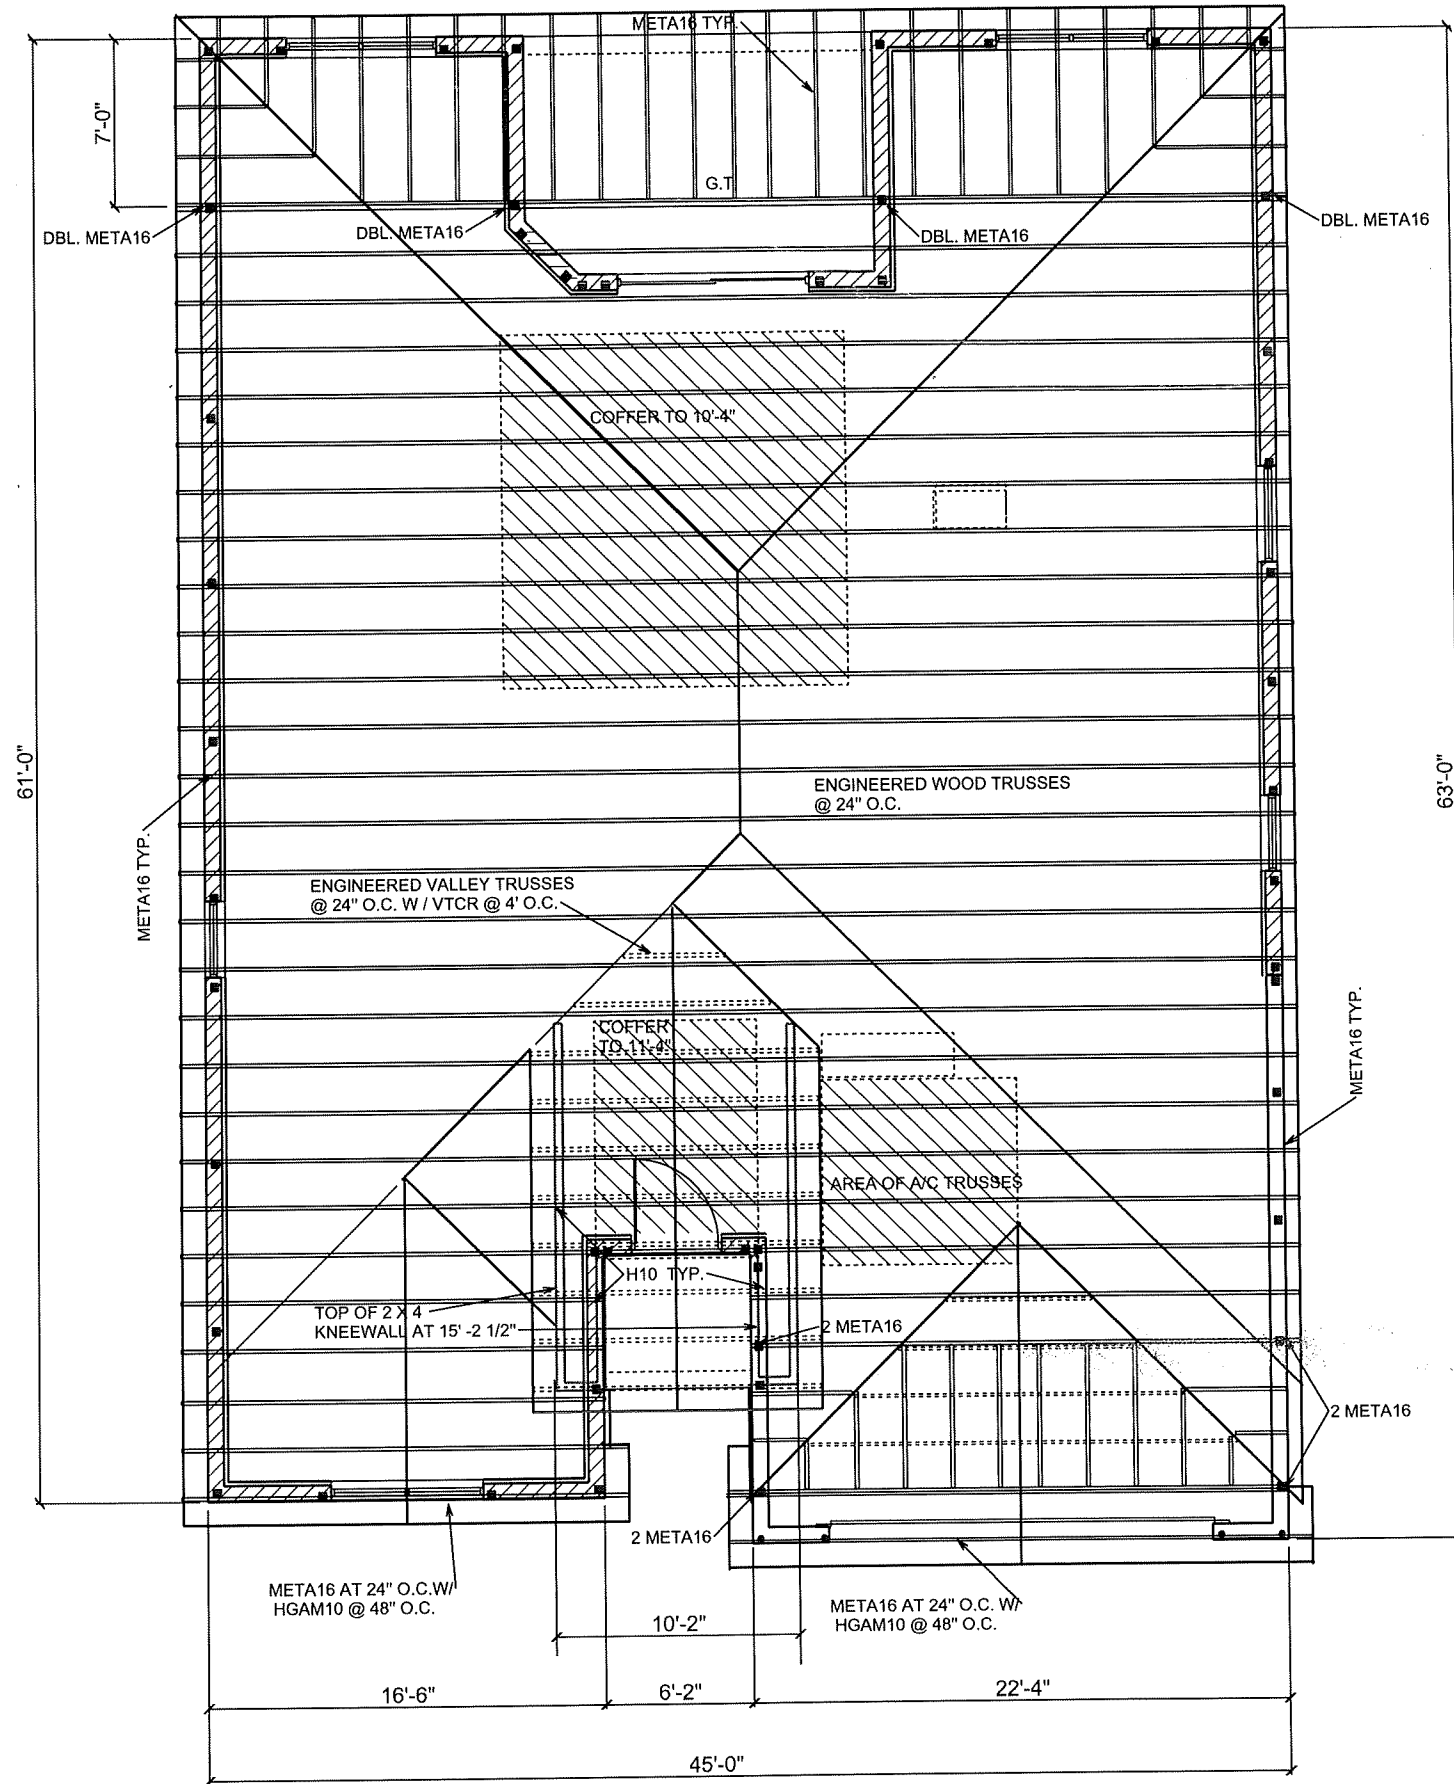 META16 TYP.
7'-0"
G.T
DBL. META16
DBL. META16
DBL. META16
DBL. META16
COFFER TO 10'-4"
61'-0"
63'-0"
ENGINEERED WOOD TRUSSES
@ 24" O.C.
META16 TYP.
ENGINEERED VALLEY TRUSSES
@ 24" O.C. W / VTCR @ 4' O.C.
COFFER
TO 11'-4"
META16 TYP.
AREA OF A/C TRUSSES
H10 TYP.
TOP OF 2 X 4
KNEEWALL AT 15' -2 1/2"
2 META16
2 META16
2 META16
META16 AT 24" O.C.W/
HGAM10 @ 48" O.C.
META16 AT 24" O.C. W/
HGAM10 @ 48" O.C.
10'-2"
16'-6"
6'-2"
22'-4"
45'-0"